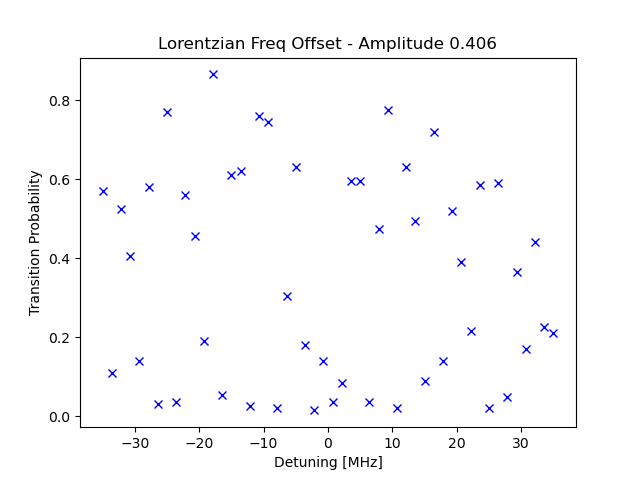 Lorentzian Freq Offset - Amplitude 0.406
Transition Probability
0.8
0.6
0.4
0.2
0.0
−30 −20 −10 0 10 20 30
Detuning [MHz]